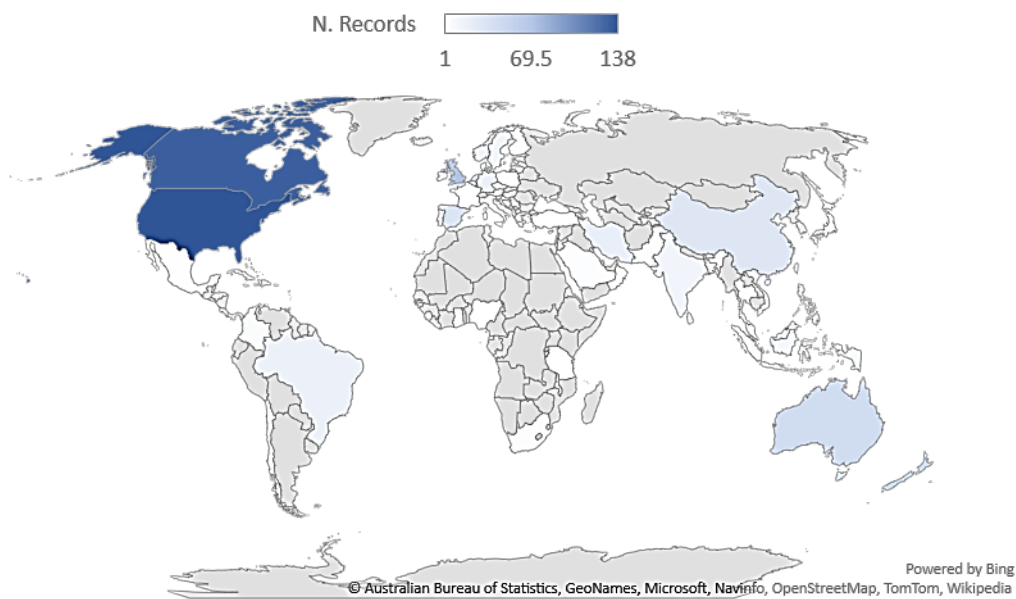 N. Records
1 69.5 138
Powered by Bing
© Australian Bureau of Statistics, GeoNames, Microsoft, Navinfo, OpenStreetMap, TomTom, Wikipedia